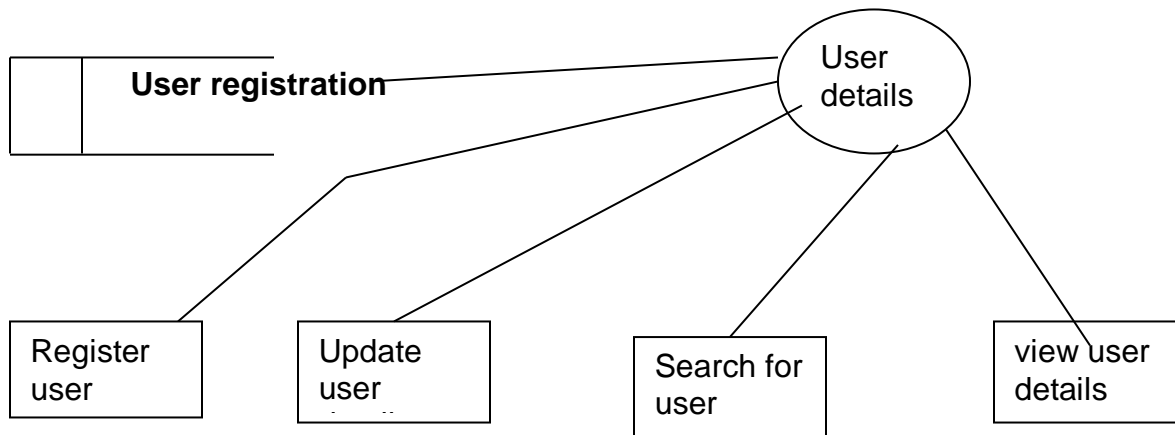 User registration
User
details
Register
user
Update
user
Search for
user
view user
details